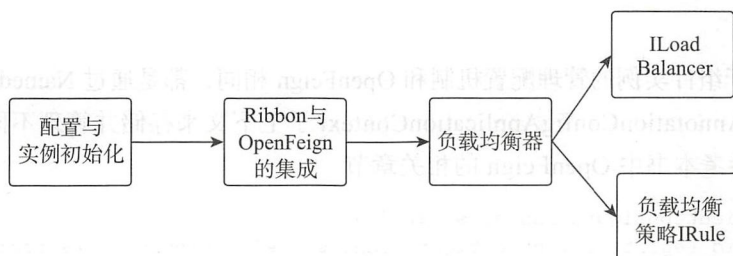 ILoad
Balancer
配置与
实例初始化
Ribbon与
OpenFeign
的集成
负载均衡器
负载均衡
策略IRule